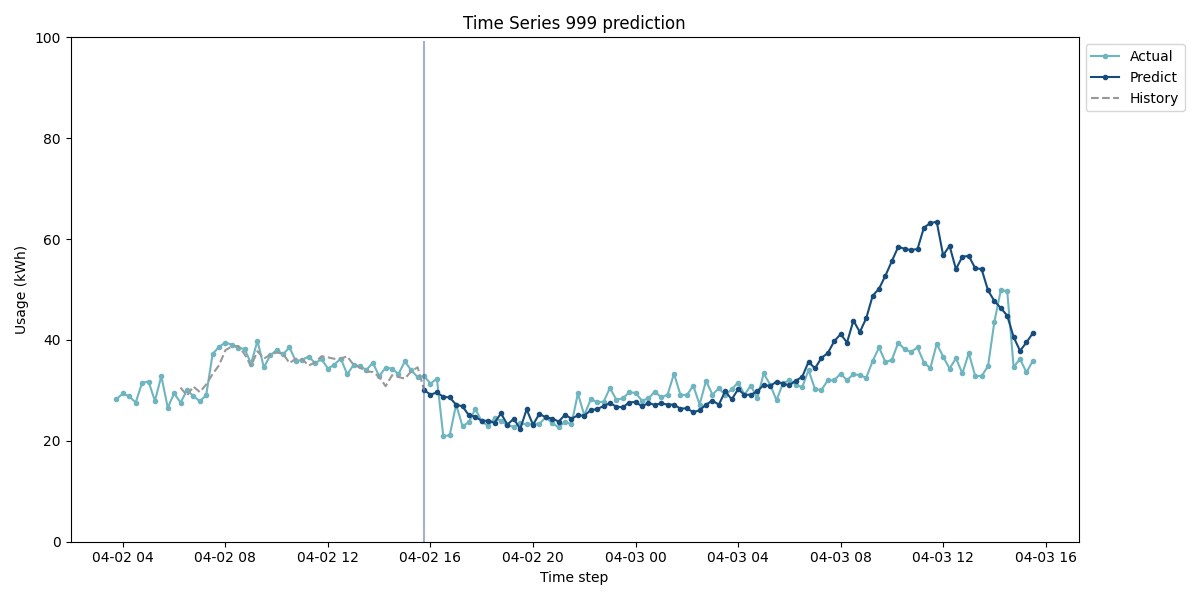 Time Series 999 prediction
100
80
60
40
20
0
Usage (kWh)
04-02 04 04-02 08 04-02 12 04-02 16 04-02 20 04-03 00 04-03 04 04-03 08 04-03 12 04-03 16
Time step
Actual
Predict
History